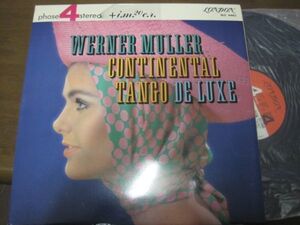 phase 4 stereo
LONDON
WERNER MULLER
CONTINENTAL
TANGO DE LUXE